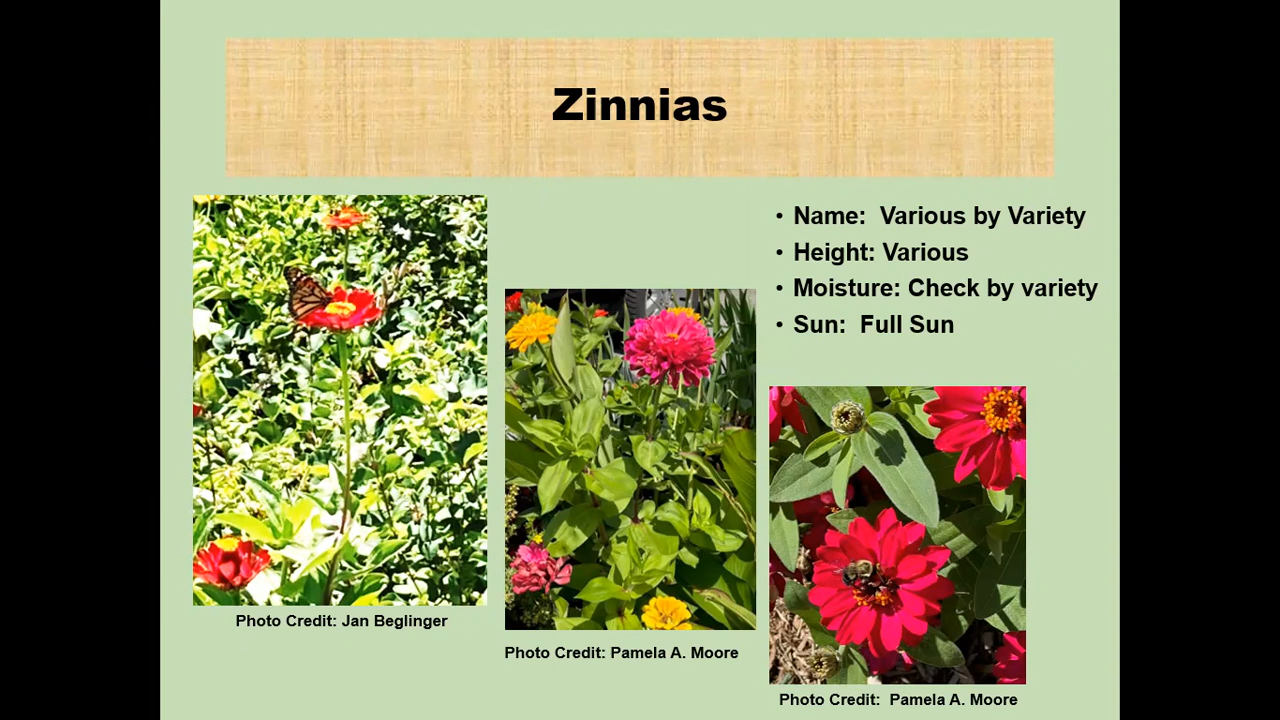 Zinnias
• Name:  Various by Variety
• Height: Various
• Moisture: Check by variety
• Sun:  Full Sun
Photo Credit: Jan Beglinger
Photo Credit: Pamela A. Moore
Photo Credit:  Pamela A. Moore